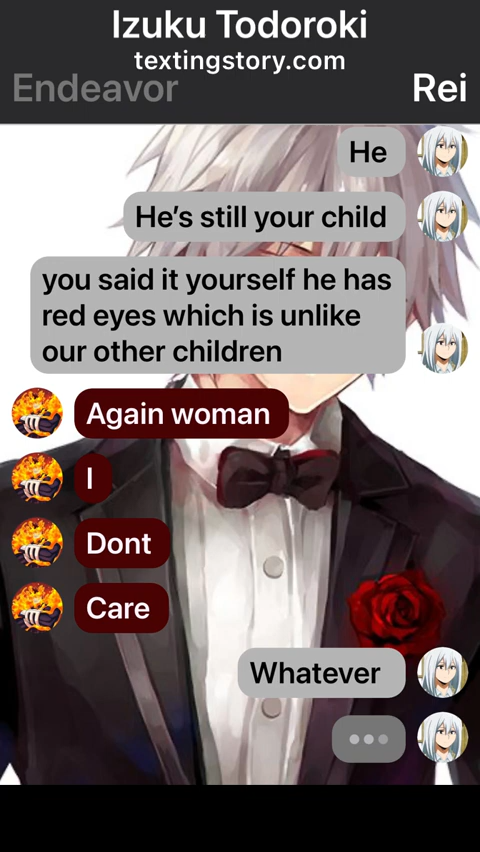 Izuku Todoroki
textingstory.com
Endeavor
Rei
He
He's still your child
you said it yourself he has
red eyes which is unlike
our other children
Again woman
I
Dont
Care
Whatever